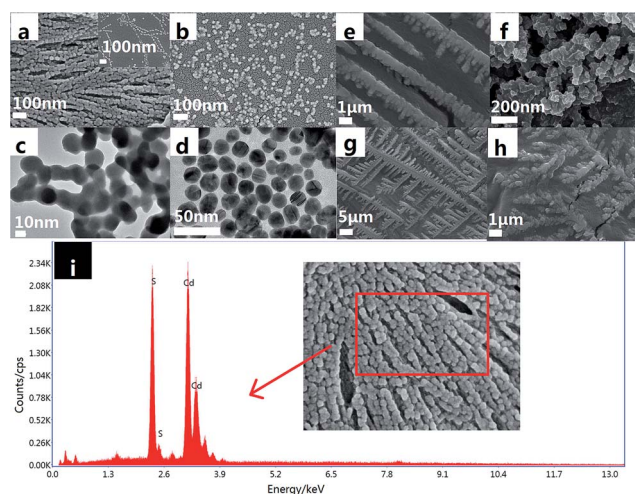 a
100nm
100nm
b
100nm
e
1μm
f
200nm
c
10nm
d
50nm
g
5μm
h
1μm
i
2.34K
2.08K
1.82K
1.56K
1.30K
1.04K
0.78K
0.52K
0.26K
0.00K
Counts/cps
S
Cd
Cd
S
0.0 1.3 2.6 3.9 5.2 6.5 7.8 9.1 10.4 11.7 13.0
Energy/keV